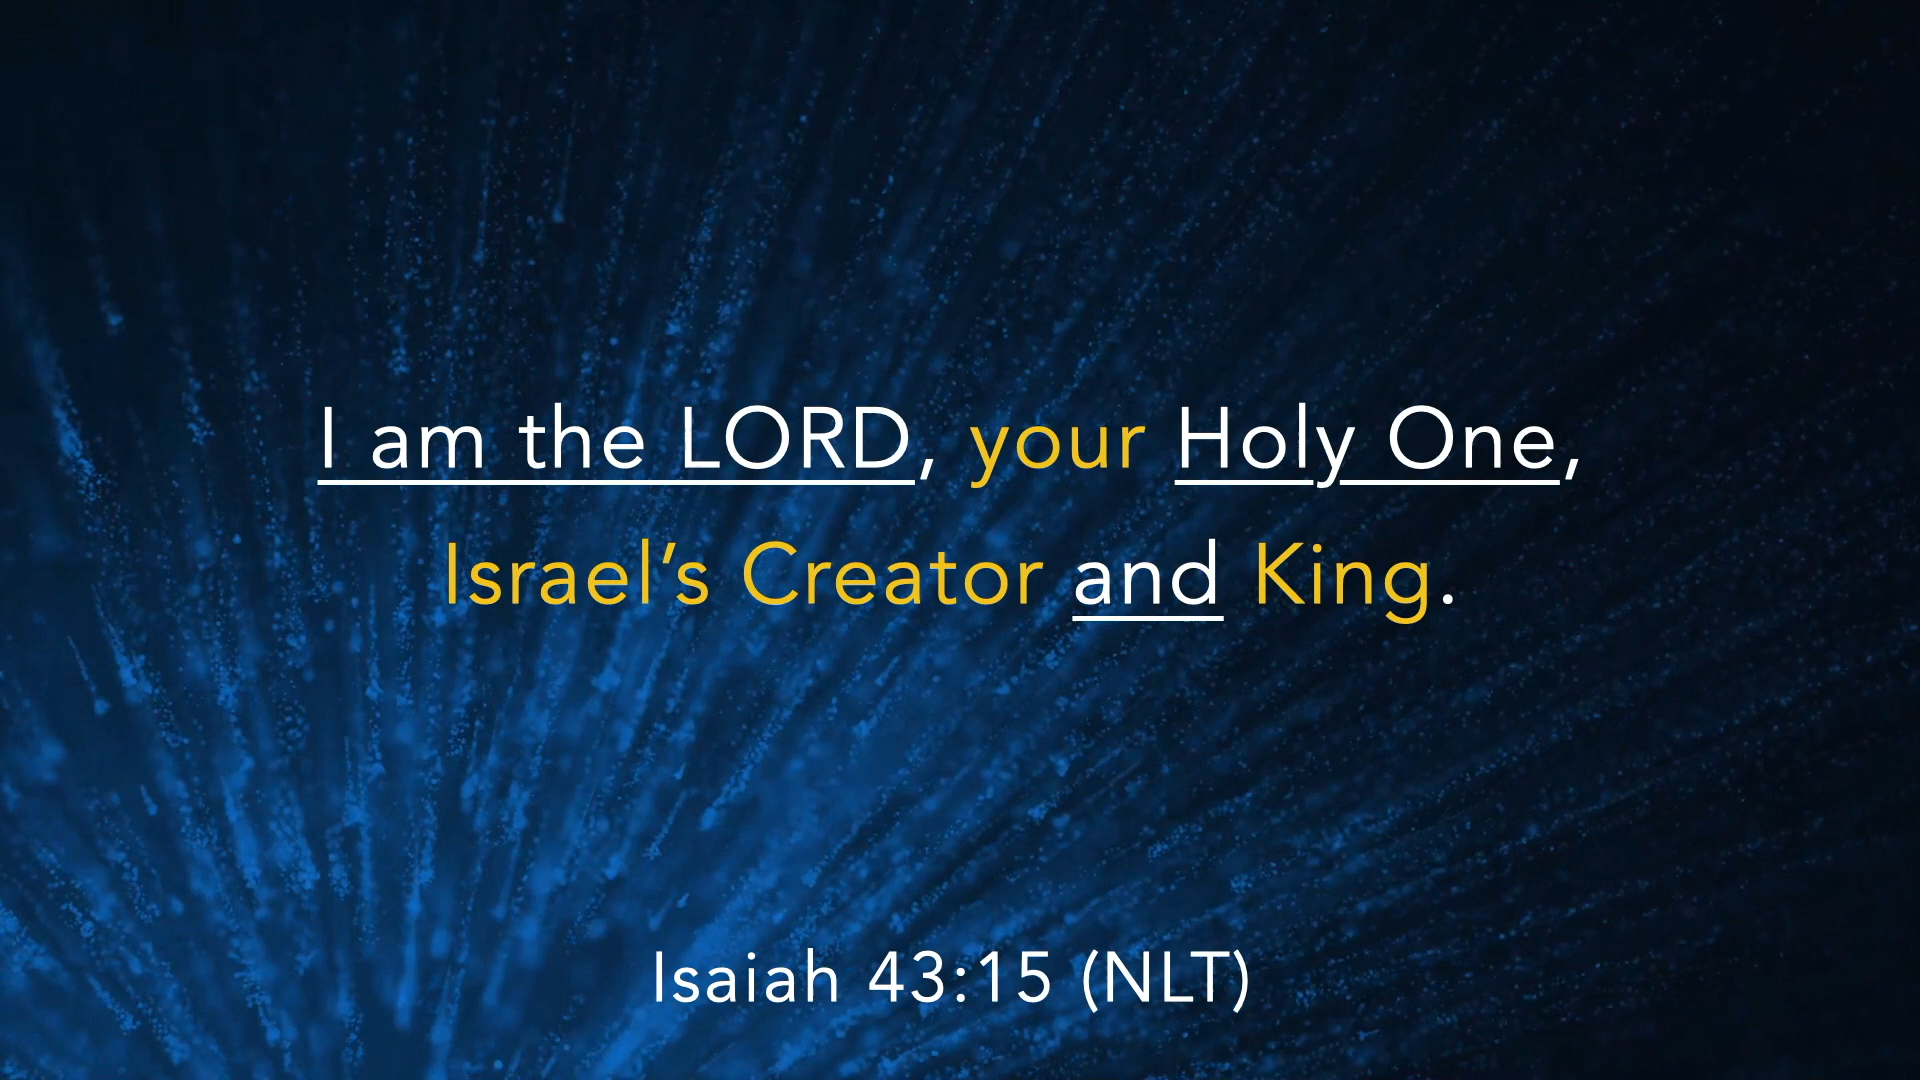 I am the LORD, your Holy One,
Israel’s Creator and King.
Isaiah 43:15 (NLT)